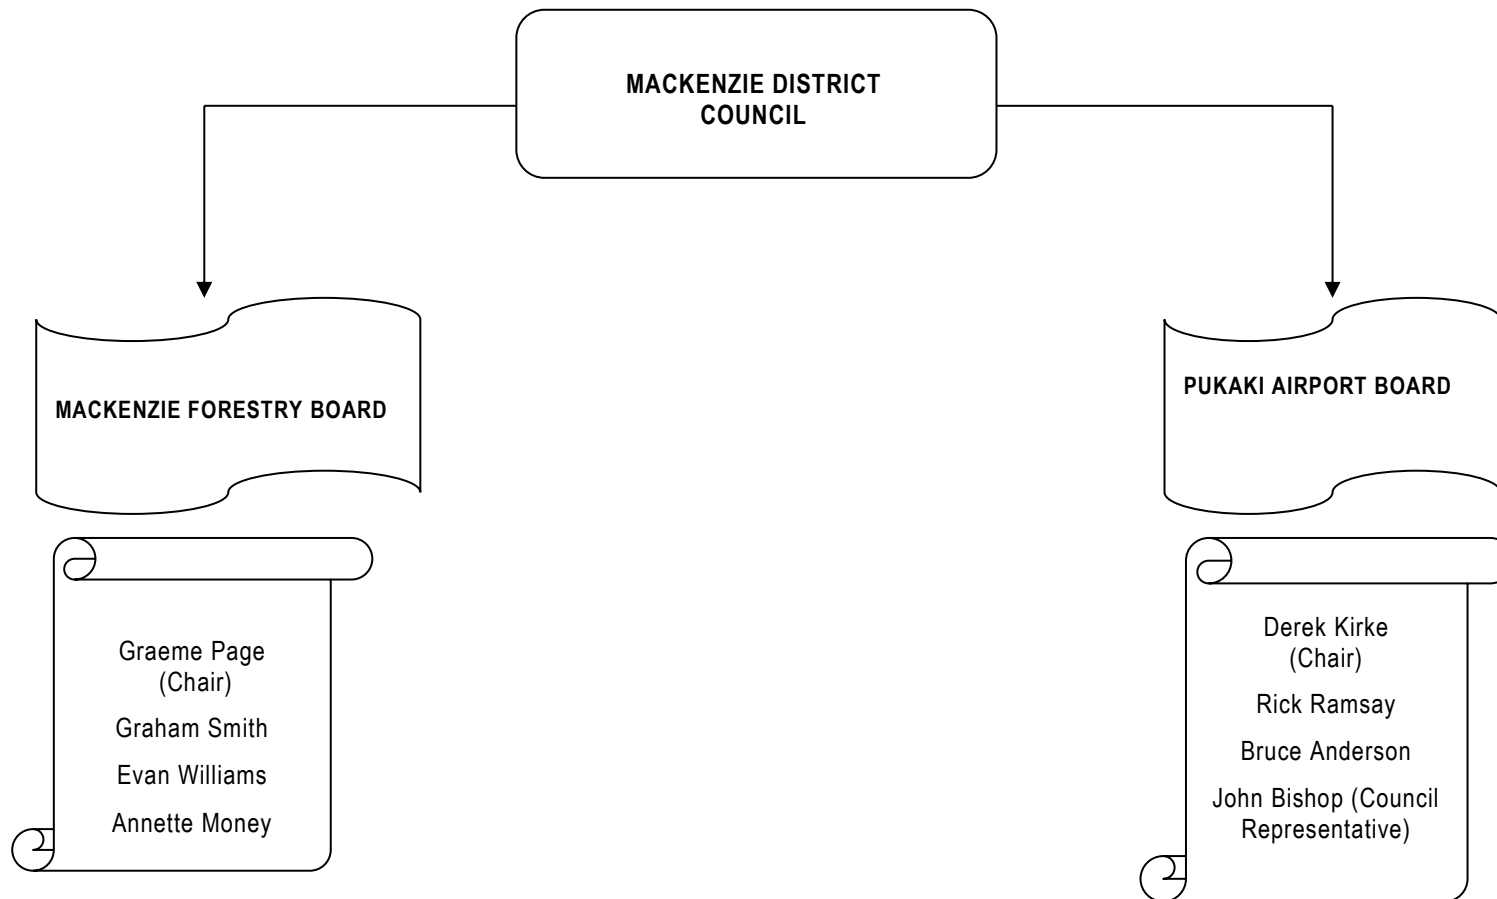 MACKENZIE DISTRICT
COUNCIL
MACKENZIE FORESTRY BOARD
PUKAKI AIRPORT BOARD
Graeme Page
(Chair)
Graham Smith
Evan Williams
Annette Money
Derek Kirke
(Chair)
Rick Ramsay
Bruce Anderson
John Bishop (Council
Representative)